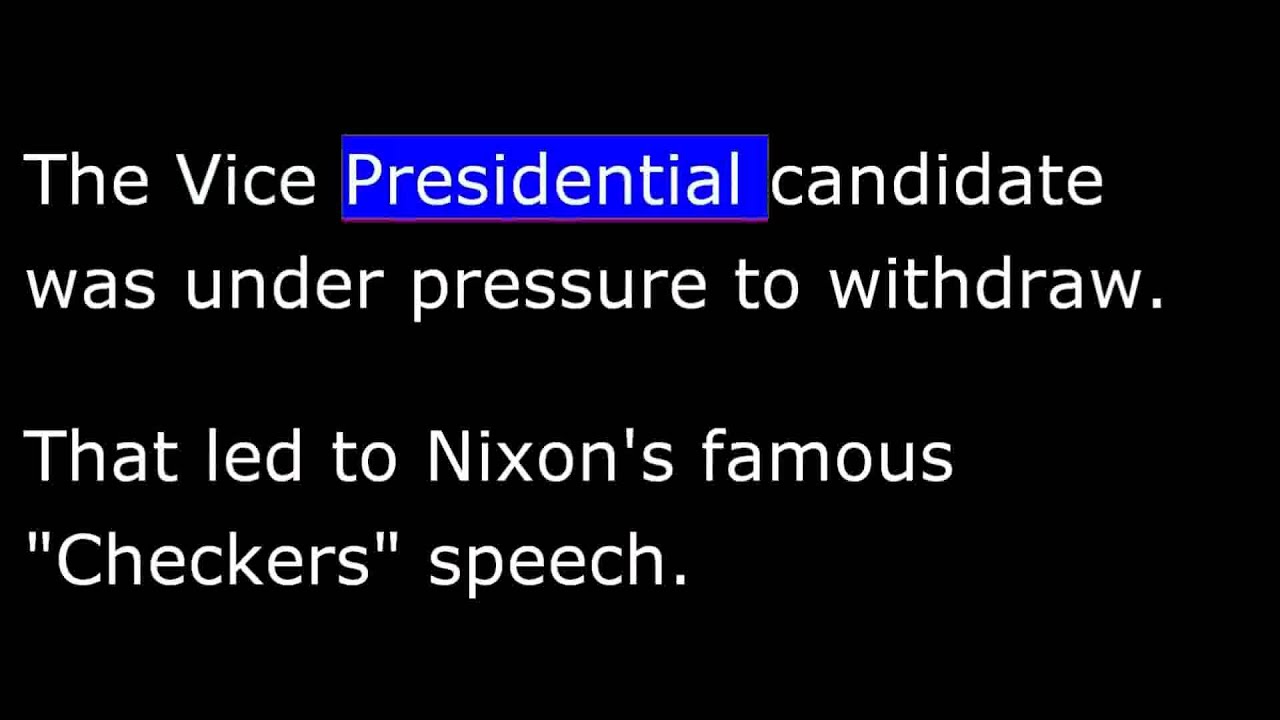 The Vice Presidential candidate
was under pressure to withdraw.
That led to Nixon's famous
"Checkers" speech.